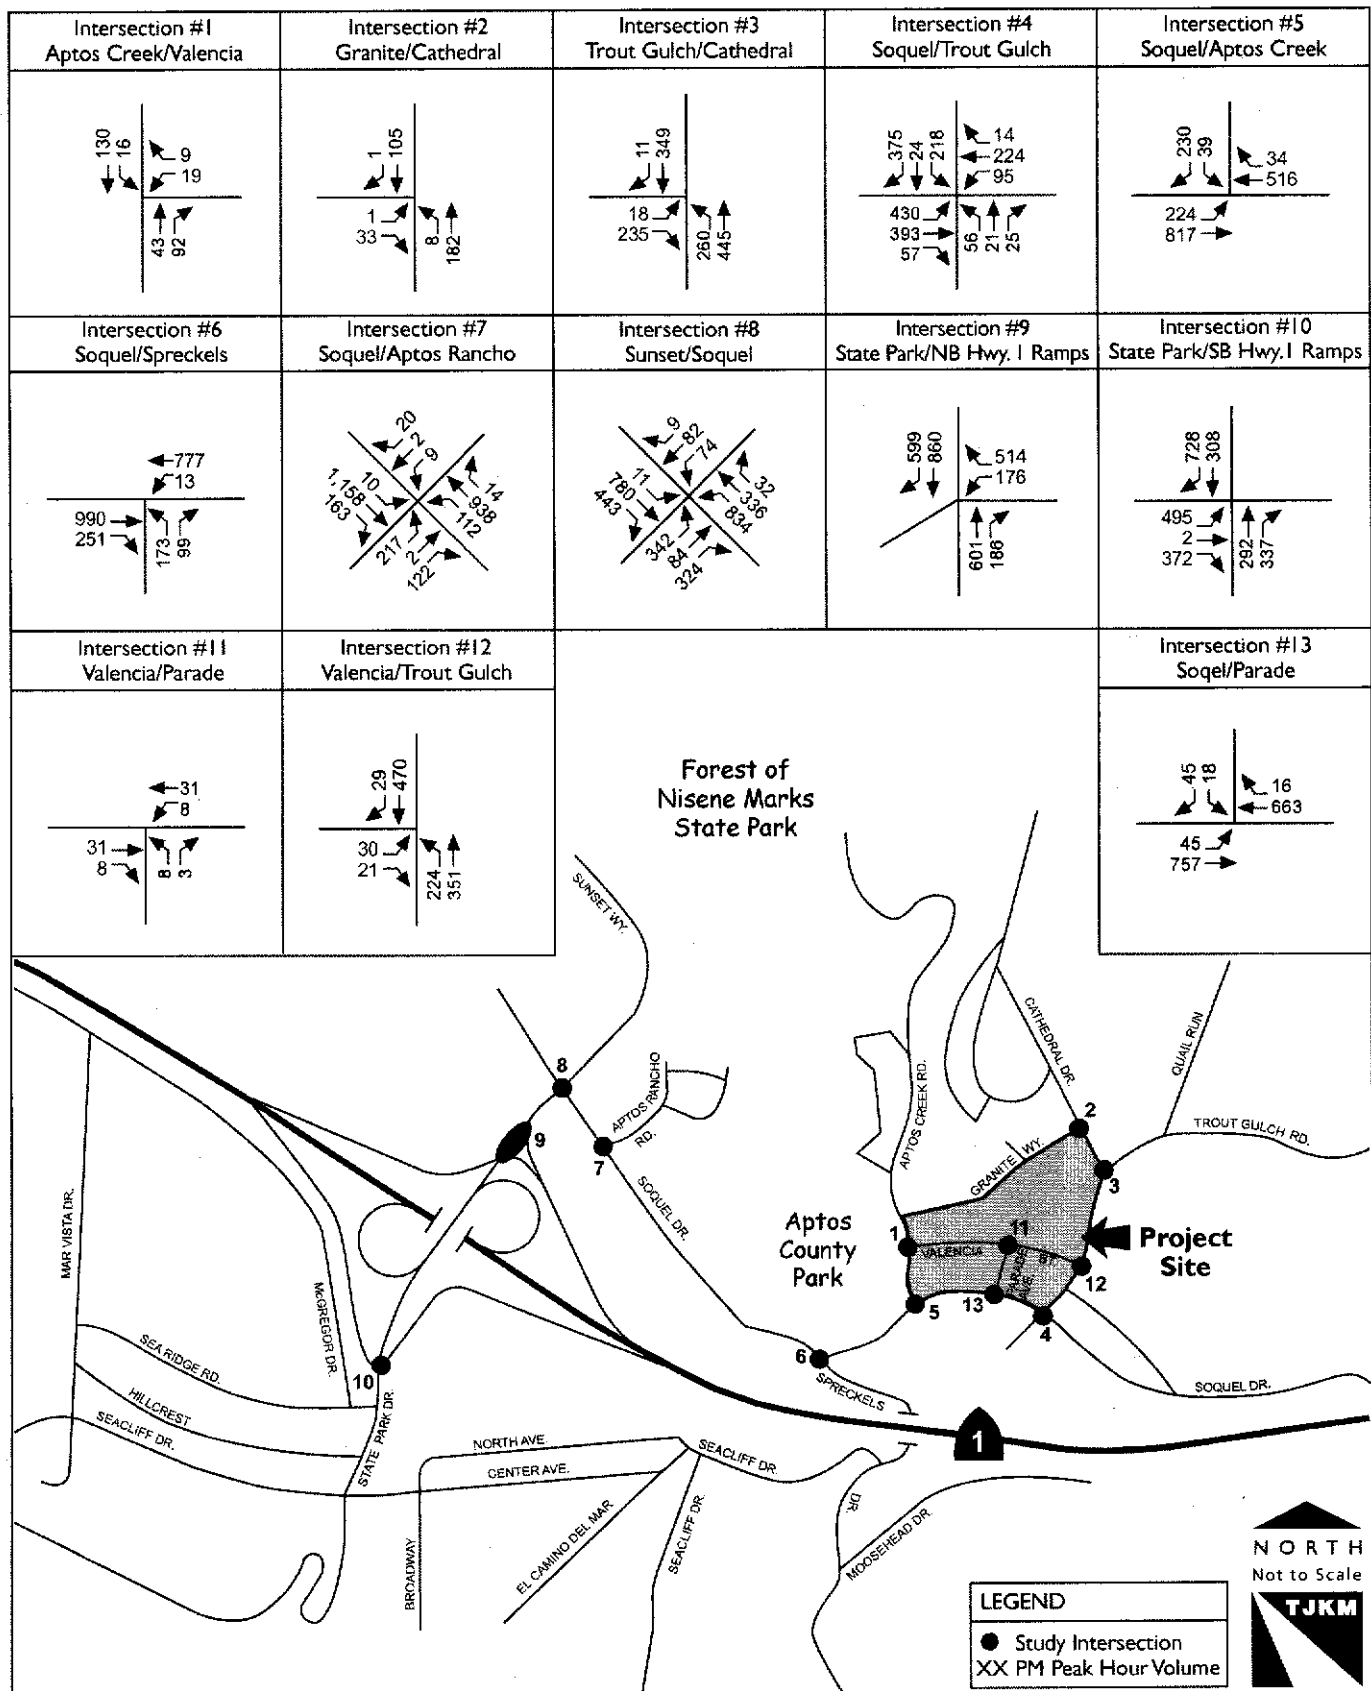 Intersection #1
Aptos Creek/Valencia
130
16
9
19
43
92
Intersection #2
Granite/Cathedral
1
105
1
33
8
182
Intersection #3
Trout Gulch/Cathedral
11
349
18
235
260
445
Intersection #4
Soquel/Trout Gulch
375
24
218
14
224
95
430
393
57
56
21
25
Intersection #5
Soquel/Aptos Creek
230
39
34
516
224
817
Intersection #6
Soquel/Spreckels
777
13
990
251
173
99
Intersection #7
Soquel/Aptos Rancho
20
2
9
10
1,158
163
14
938
112
217
2
122
Intersection #8
Sunset/Soquel
9
82
74
11
780
443
32
336
834
342
84
324
Intersection #9
State Park/NB Hwy. 1 Ramps
599
860
514
176
601
188
Intersection #10
State Park/SB Hwy.1 Ramps
728
308
495
2
372
292
337
Intersection #11
Valencia/Parade
31
8
31
8
8
3
Intersection #12
Valencia/Trout Gulch
29
470
30
21
224
351
Intersection #13
Soqel/Parade
45
18
16
663
45
757
Forest of
Nisene Marks
State Park
SUNSET WY.
CATHEDRAL DR.
QUAIL RUN
TROUT GULCH RD.
APTOS CREEK RD.
GRANITE WY.
APTOS RANCHO
RD.
8
9
7
2
3
SOQUEL DR.
Aptos
County
Park
1
VALENCIA
ST.
11
PARADE
AVE.
Project
Site
12
5
13
4
6
SPRECKELS
DR.
SOQUEL DR.
MAR VISTA DR.
McGREGOR DR.
10
SEA RIDGE RD.
HILLCREST
SEACLIFF DR.
STATE PARK DR.
NORTH AVE.
CENTER AVE.
SEACLIFF DR.
1
BROADWAY
EL CAMINO DEL MAR
SEACLIFF DR.
MOOSEHEAD DR.
NORTH
Not to Scale
TJKM
LEGEND
Study Intersection
XX PM Peak Hour Volume